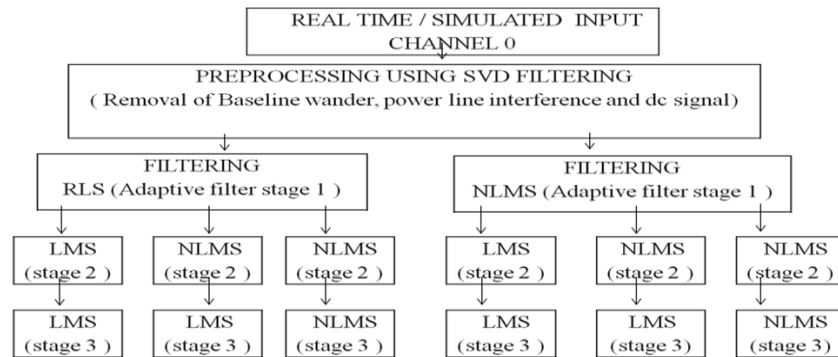 REAL TIME / SIMULATED INPUT
CHANNEL 0
PREPROCESSING USING SVD FILTERING
( Removal of Baseline wander, power line interference and dc signal)
FILTERING
RLS (Adaptive filter stage 1 )
FILTERING
NLMS (Adaptive filter stage 1 )
LMS
(stage 2 )
NLMS
(stage 2 )
NLMS
(stage 2 )
LMS
(stage 2 )
NLMS
(stage 2 )
NLMS
(stage 2 )
LMS
(stage 3 )
LMS
(stage 3 )
NLMS
(stage 3 )
LMS
(stage 3 )
LMS
(stage 3)
NLMS
(stage 3 )